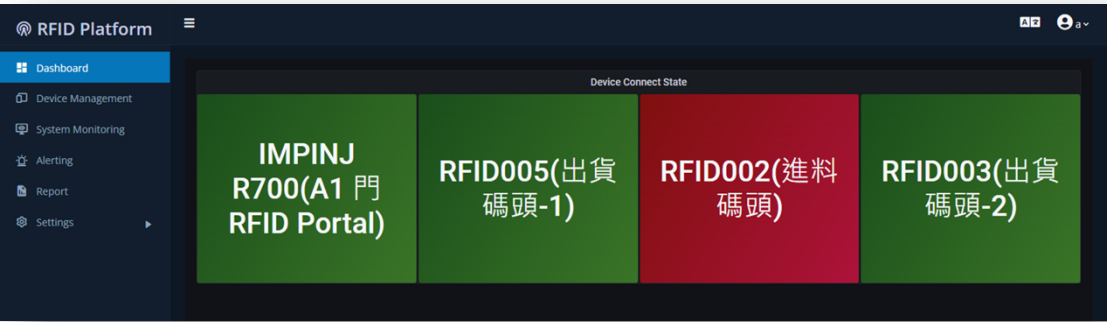 RFID Platform
a
Dashboard
Device Management
System Monitoring
Alerting
Report
Settings
Device Connect State
IMPINJ
R700(A1 門
RFID Portal)
RFID005(出貨
碼頭-1)
RFID002(進料
碼頭)
RFID003(出貨
碼頭-2)